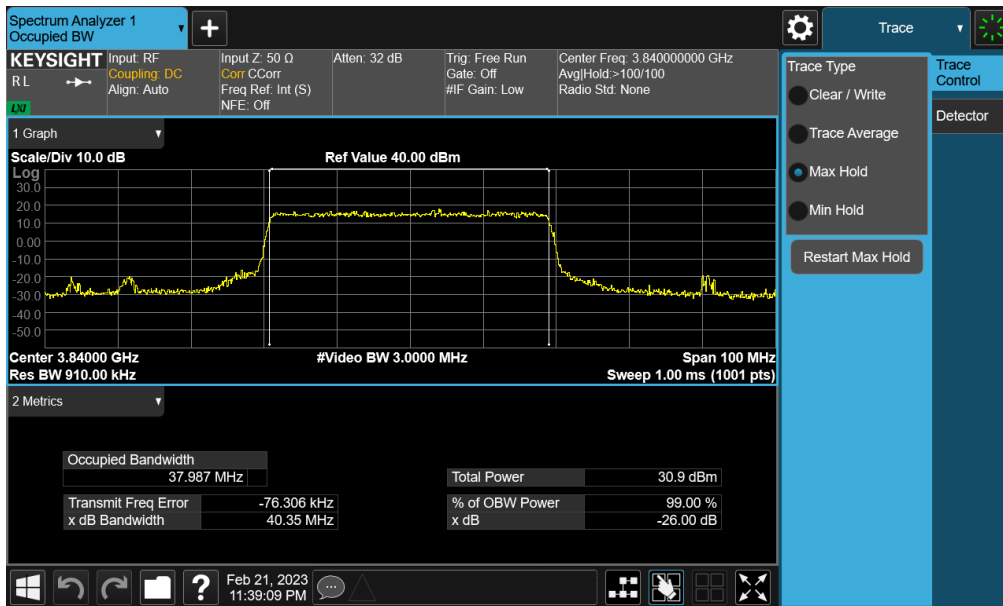 Spectrum Analyzer 1
Occupied BW
Trace
KEYSIGHT
R L
LXI
Input: RF
Coupling: DC
Align: Auto
Input Z: 50 Ω
Corr CCorr
Freq Ref: Int (S)
NFE: Off
Atten: 32 dB
Trig: Free Run
Gate: Off
#IF Gain: Low
Center Freq: 3.840000000 GHz
Avg|Hold:>100/100
Radio Std: None
Trace Type
Clear / Write
Trace Average
Max Hold
Min Hold
Restart Max Hold
Trace
Control
Detector
1 Graph
Scale/Div 10.0 dB
Ref Value 40.00 dBm
Log
30.0
20.0
10.0
0.00
-10.0
-20.0
-30.0
-40.0
-50.0
Center 3.84000 GHz
#Video BW 3.0000 MHz
Span 100 MHz
Res BW 910.00 kHz
Sweep 1.00 ms (1001 pts)
2 Metrics
Occupied Bandwidth
37.987 MHz
Total Power 30.9 dBm
Transmit Freq Error -76.306 kHz
% of OBW Power 99.00 %
x dB Bandwidth 40.35 MHz
x dB -26.00 dB
?
Feb 21, 2023
11:39:09 PM